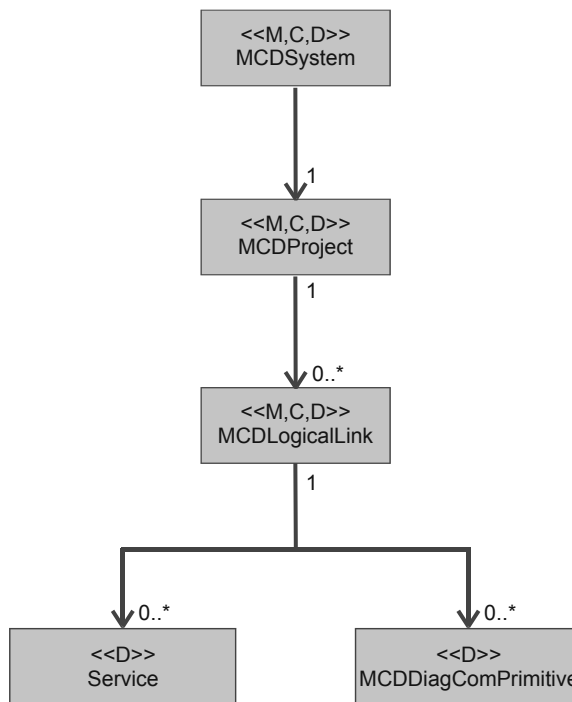 <<M,C,D>>
MCDSystem
1
<<M,C,D>>
MCDProject
1
0..*
<<M,C,D>>
MCDLogicalLink
1
0..*
0..*
<<D>>
Service
<<D>>
MCDDiagComPrimitive